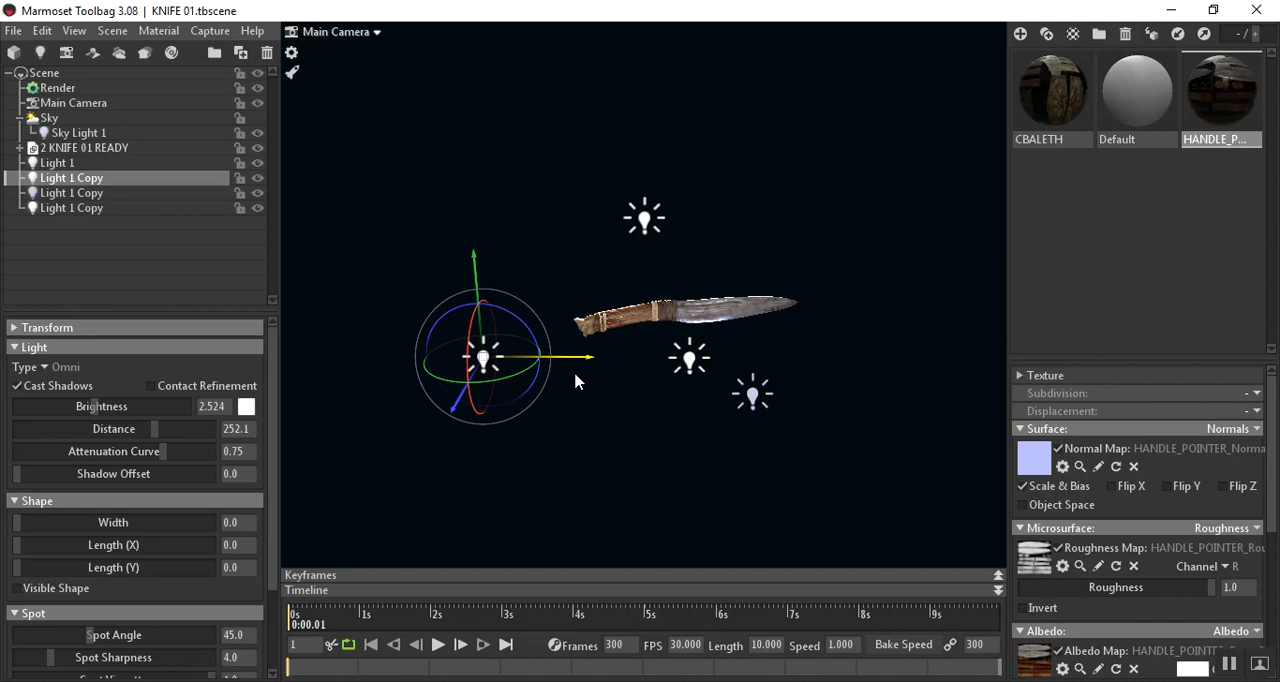 Marmoset Toolbag 3.08 | KNIFE 01.tbscene
File Edit View Scene Material Capture Help
Main Camera
- / +
Scene
Render
Main Camera
Sky
Sky Light 1
2 KNIFE 01 READY
Light 1
Light 1 Copy
Light 1 Copy
Light 1 Copy
CBALETH Default HANDLE_P...
Transform
Light
Type Omni
Cast Shadows Contact Refinement
Brightness 2.524
Distance 252.1
Attenuation Curve 0.75
Shadow Offset 0.0
Shape
Width 0.0
Length (X) 0.0
Length (Y) 0.0
Visible Shape
Spot
Spot Angle 45.0
Spot Sharpness 4.0
Texture
Subdivision: -
Displacement: -
Surface: Normals
Normal Map: HANDLE_POINTER_Norma
Scale & Bias Flip X Flip Y Flip Z
Object Space
Microsurface: Roughness
Roughness Map: HANDLE_POINTER_Rou
Channel R
Roughness 1.0
Invert
Albedo: Albedo
Albedo Map: HANDLE_POINT
Keyframes
Timeline
0s 1s 2s 3s 4s 5s 6s 7s 8s 9s
0:00.01
1 Frames 300 FPS 30.000 Length 10.000 Speed 1.000 Bake Speed 300